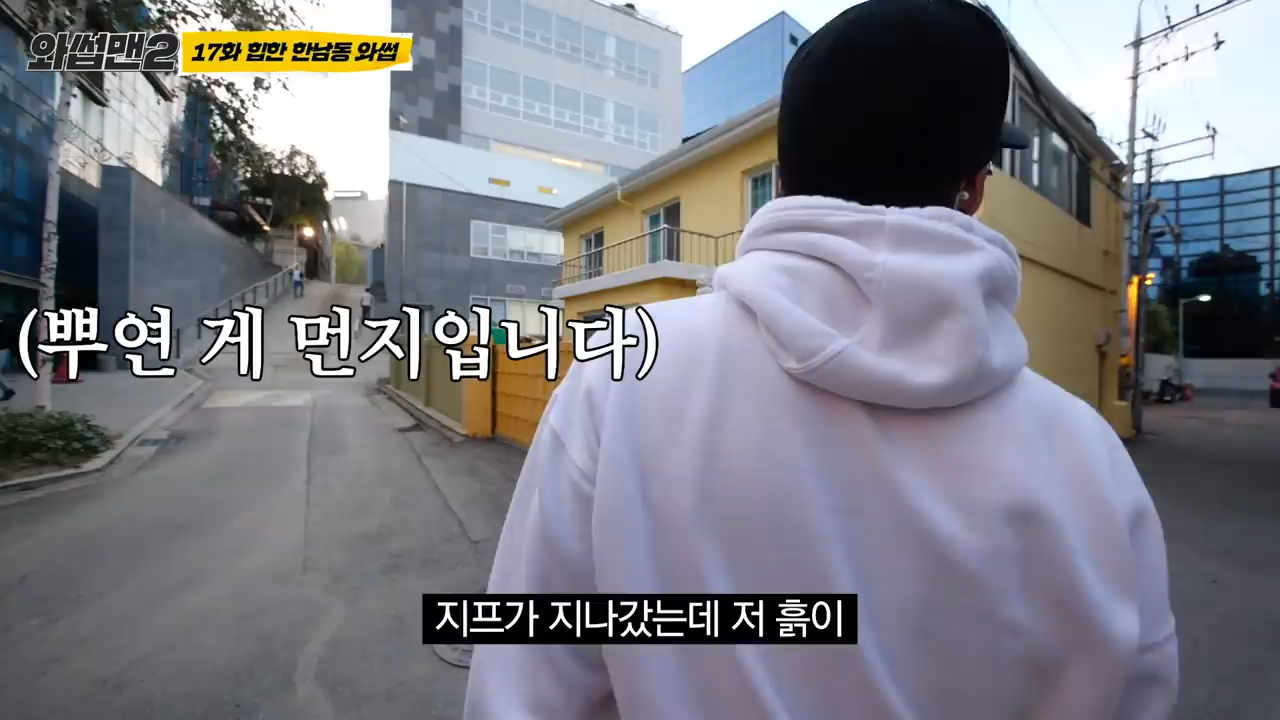 와썹맨2
17화 힙한 한남동 와썹
(뿌연 게 먼지입니다)
지프가 지나갔는데 저 흙이